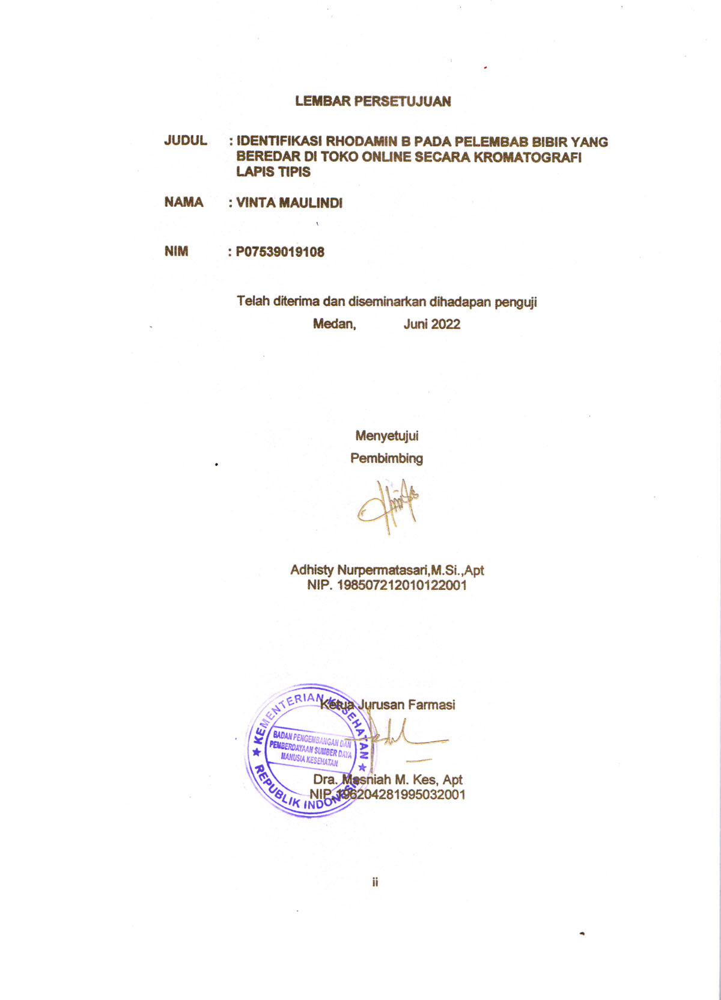 LEMBAR PERSETUJUAN
JUDUL : IDENTIFIKASI RHODAMIN B PADA PELEMBAB BIBIR YANG
BEREDAR DI TOKO ONLINE SECARA KROMATOGRAFI
LAPIS TIPIS
NAMA : VINTA MAULINDI
NIM : P07539019108
Telah diterima dan diseminarkan dihadapan penguji
Medan, Juni 2022
Menyetujui
Pembimbing
Adhisty Nurpermatasari,M.Si.,Apt
NIP. 198507212010122001
Ketua Jurusan Farmasi
KEMENTERIAN KESEHATAN
BADAN PENGEMBANGAN DAN
PEMBERDAYAAN SUMBER DAYA
MANUSIA KESEHATAN
REPUBLIK INDONESIA
Dra. Masniah M. Kes, Apt
NIP.196204281995032001
ii